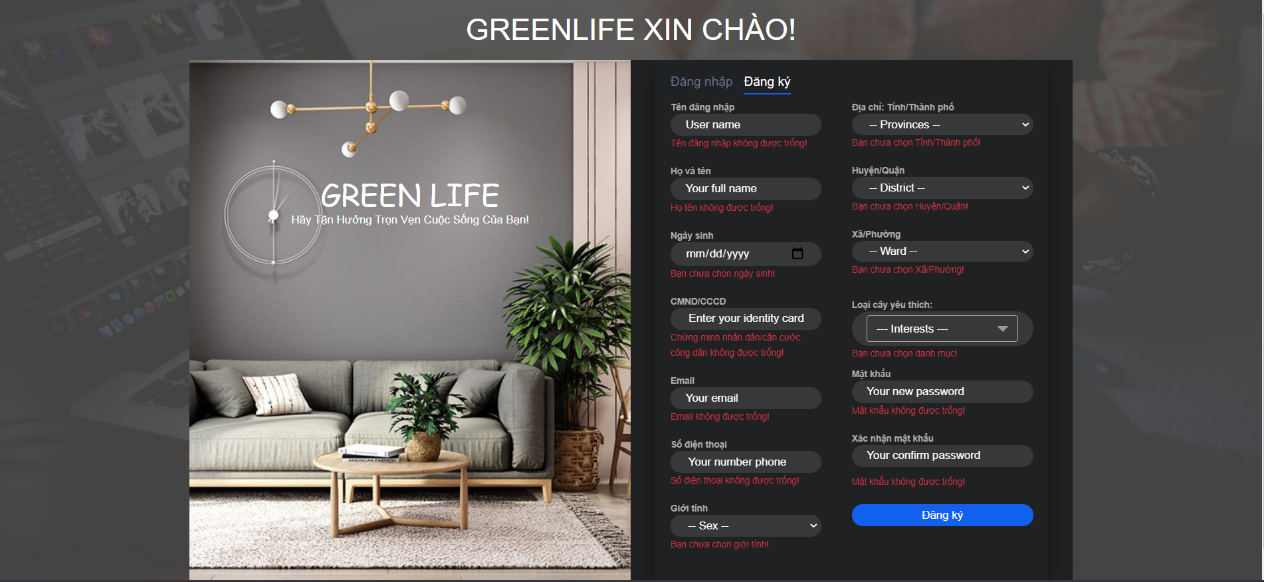 GREENLIFE XIN CHÀO!
GREEN LIFE
Hãy Tận Hưởng Trọn Vẹn Cuộc Sống Của Bạn!
Đăng nhập Đăng ký
Tên đăng nhập
User name
Tên đăng nhập không được trống!
Họ và tên
Your full name
Họ tên không được trống!
Ngày sinh
mm/dd/yyyy
Bạn chưa chọn ngày sinh!
CMND/CCCD
Enter your identity card
Chứng minh nhân dân/căn cước
công dân không được trống!
Email
Your email
Email không được trống!
Số điện thoại
Your number phone
Số điện thoại không được trống!
Giới tính
-- Sex --
Bạn chưa chọn giới tính!
Địa chỉ: Tỉnh/Thành phố
-- Provinces --
Bạn chưa chọn Tỉnh/Thành phố!
Huyện/Quận
-- District --
Bạn chưa chọn Huyện/Quận!
Xã/Phường
-- Ward --
Bạn chưa chọn Xã/Phường!
Loại cây yêu thích:
--- Interests ---
Bạn chưa chọn danh mục!
Mật khẩu
Your new password
Mật khẩu không được trống!
Xác nhận mật khẩu
Your confirm password
Mật khẩu không được trống!
Đăng ký
AMERICAN FASHION